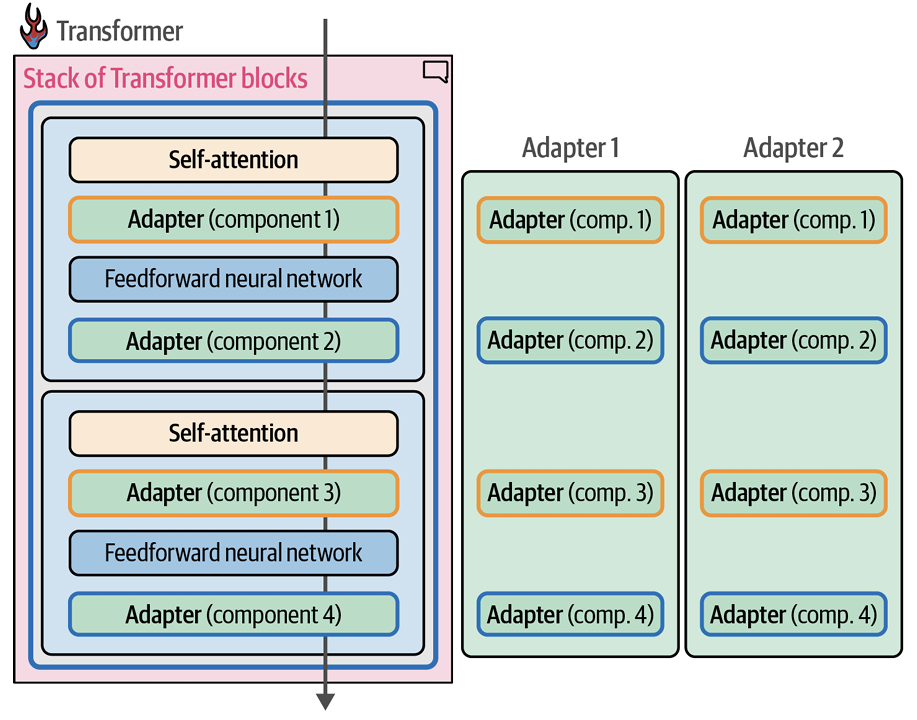 Transformer
Stack of Transformer blocks
Self-attention
Adapter (component 1)
Feedforward neural network
Adapter (component 2)
Self-attention
Adapter (component 3)
Feedforward neural network
Adapter (component 4)
Adapter 1
Adapter (comp. 1)
Adapter (comp. 2)
Adapter (comp. 3)
Adapter (comp. 4)
Adapter 2
Adapter (comp. 1)
Adapter (comp. 2)
Adapter (comp. 3)
Adapter (comp. 4)